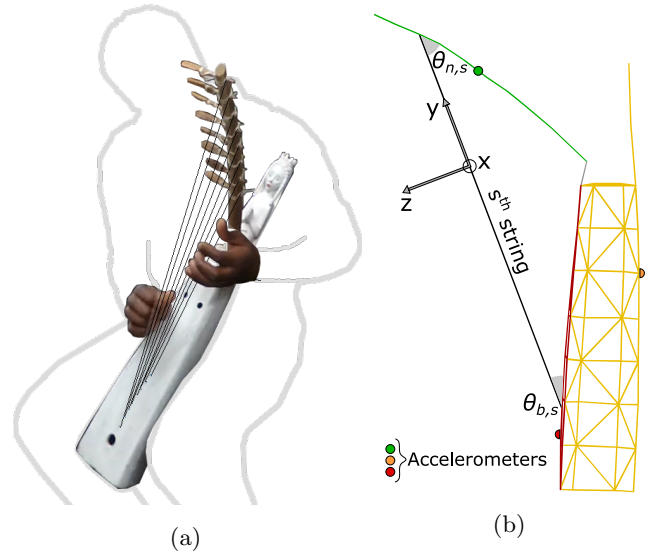 (b)
θn,s
y
x
z
sth string
θb,s
Accelerometers
(a)